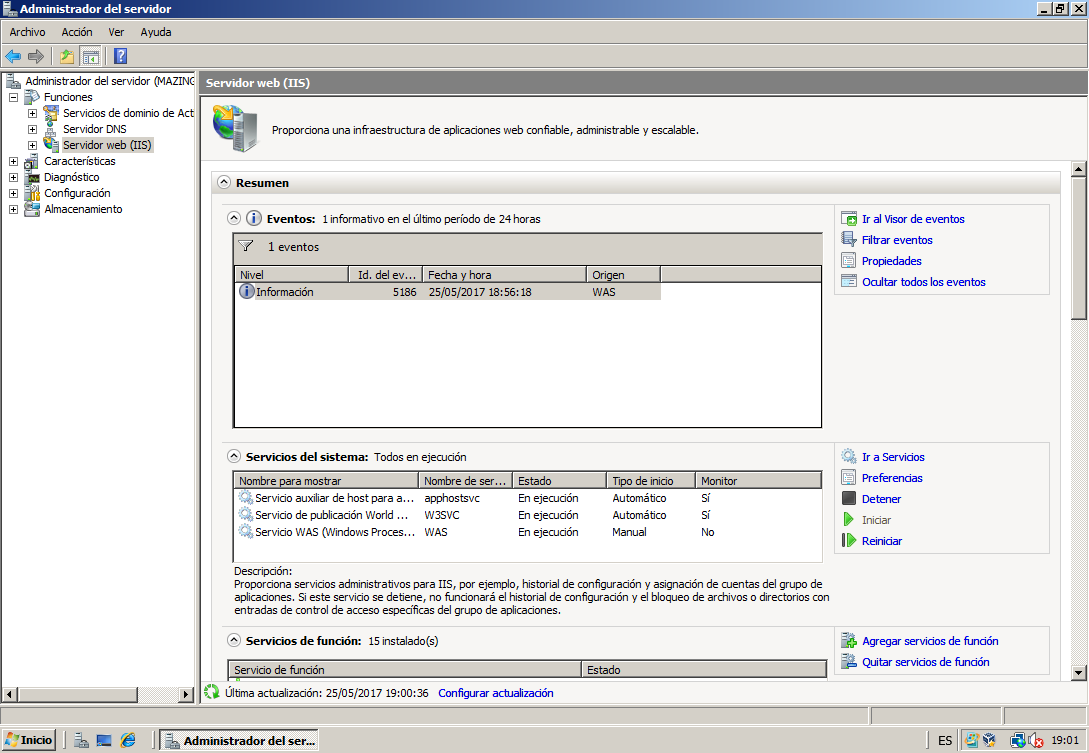 Administrador del servidor
Archivo Acción Ver Ayuda
Administrador del servidor (MAZING
Funciones
Servicios de dominio de Act
Servidor DNS
Servidor web (IIS)
Características
Diagnóstico
Configuración
Almacenamiento
Servidor web (IIS)
Proporciona una infraestructura de aplicaciones web confiable, administrable y escalable.
Resumen
Eventos: 1 informativo en el último período de 24 horas
1 eventos
Nivel Id. del ev... Fecha y hora Origen
Información 5186 25/05/2017 18:56:18 WAS
Ir al Visor de eventos
Filtrar eventos
Propiedades
Ocultar todos los eventos
Servicios del sistema: Todos en ejecución
Nombre para mostrar Nombre de ser... Estado Tipo de inicio Monitor
Servicio auxiliar de host para a... apphostsvc En ejecución Automático Sí
Servicio de publicación World ... W3SVC En ejecución Automático Sí
Servicio WAS (Windows Proces... WAS En ejecución Manual No
Descripción:
Proporciona servicios administrativos para IIS, por ejemplo, historial de configuración y asignación de cuentas del grupo de
aplicaciones. Si este servicio se detiene, no funcionará el historial de configuración y el bloqueo de archivos o directorios con
entradas de control de acceso específicas del grupo de aplicaciones.
Ir a Servicios
Preferencias
Detener
Iniciar
Reiniciar
Servicios de función: 15 instalado(s)
Servicio de función Estado
Agregar servicios de función
Quitar servicios de función
Última actualización: 25/05/2017 19:00:36 Configurar actualización
Inicio
Administrador del ser...
ES
19:01